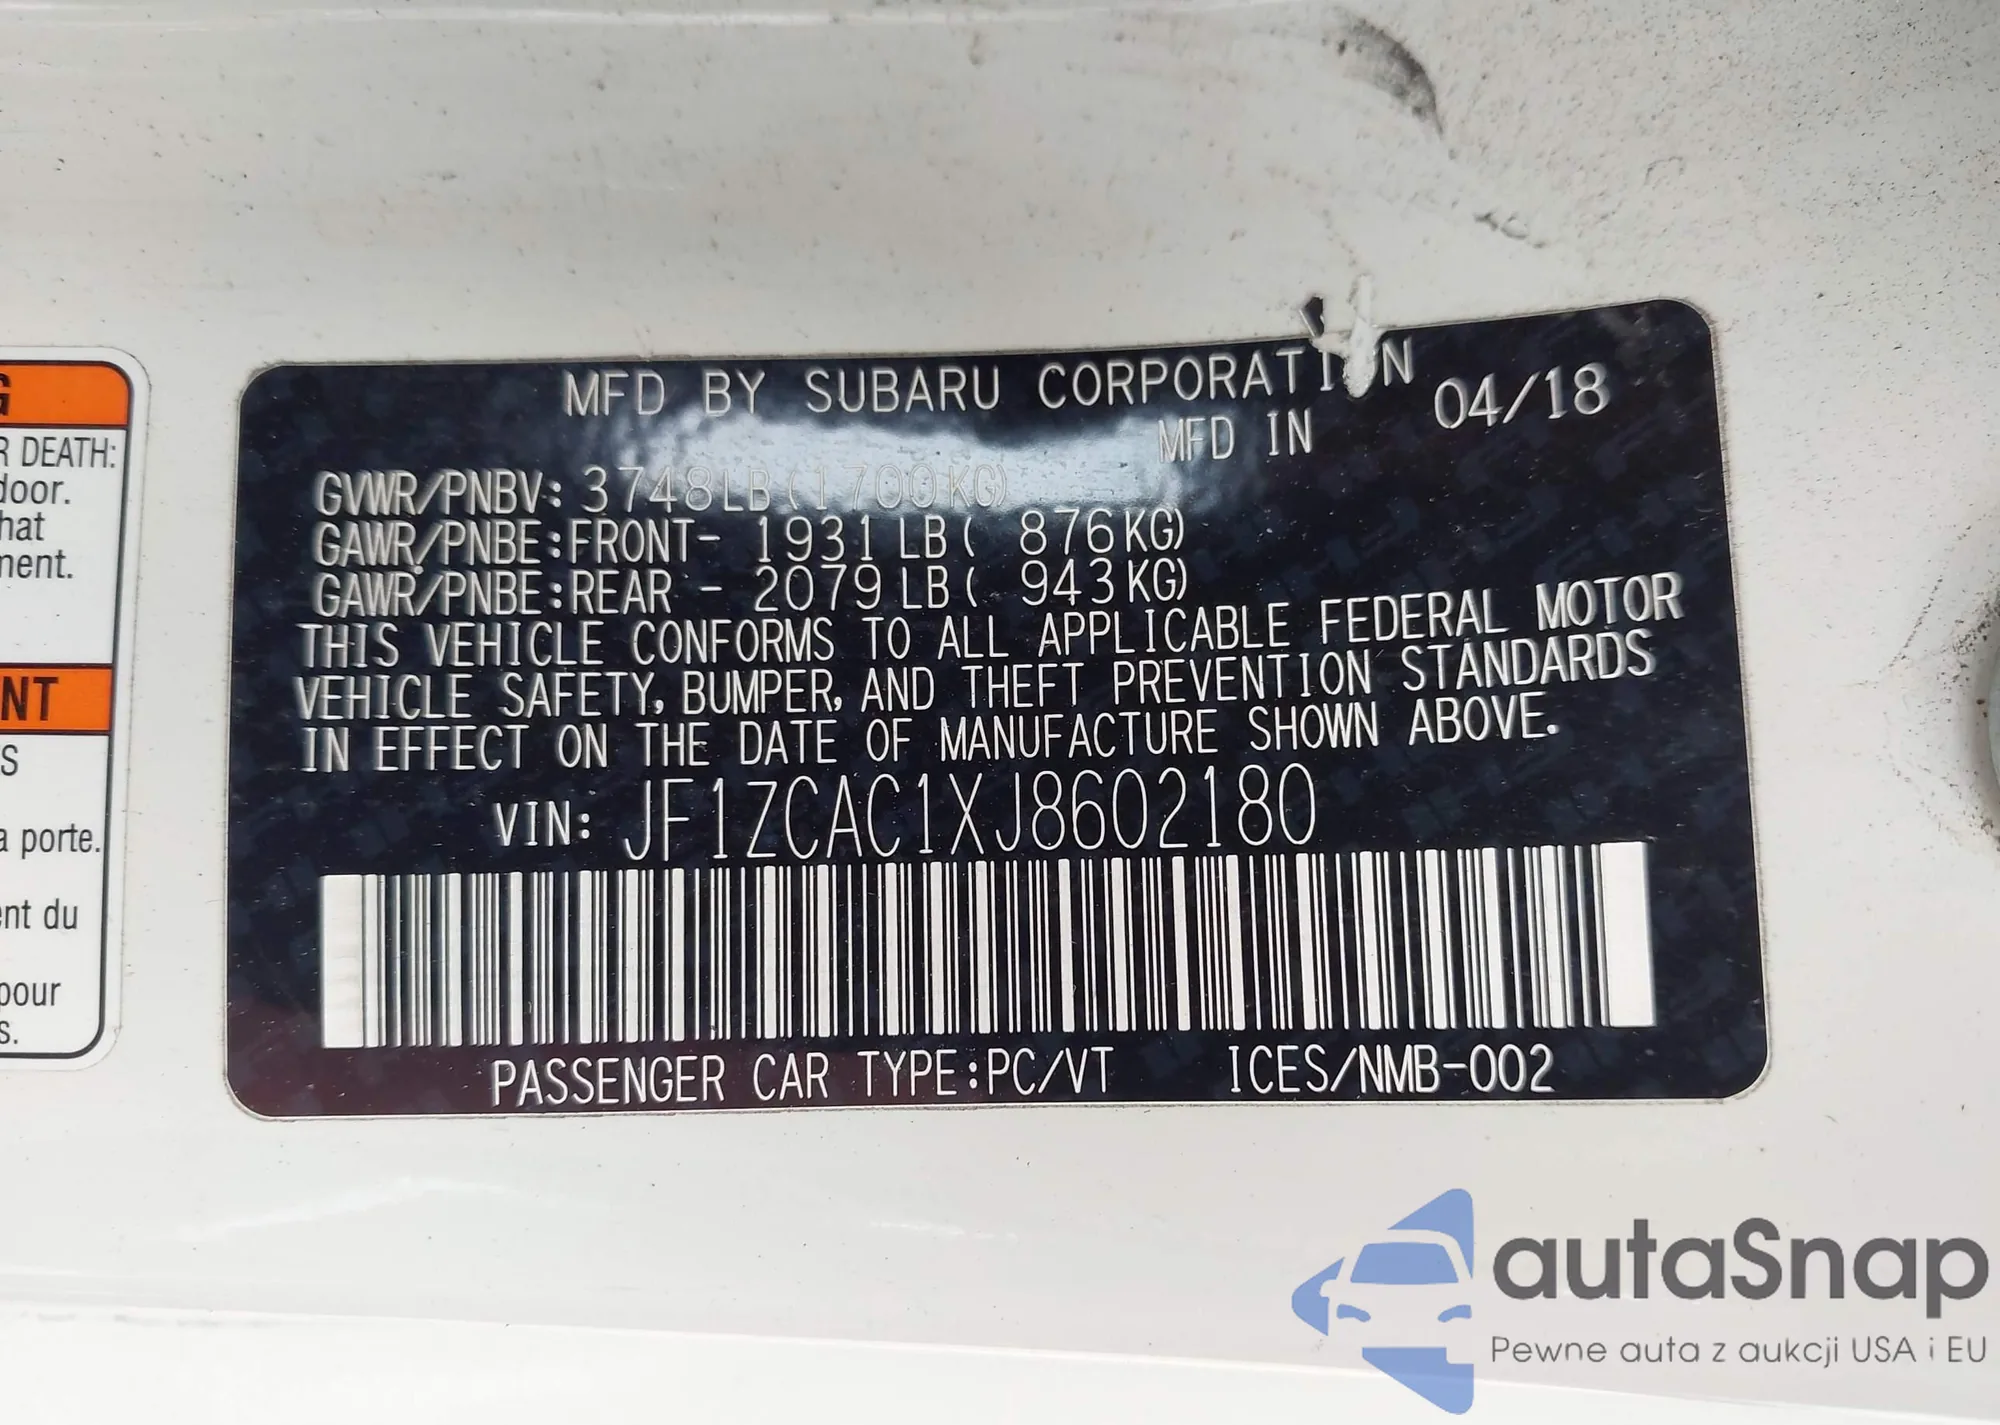 G
R DEATH:
door.
hat
ment.
NT
S
a porte.
ent du
pour
s.
MFD BY SUBARU CORPORATION 04/18
MFD IN
GVWR/PNBV: 3748LB(1700KG)
GAWR/PNBE:FRONT- 1931LB( 876KG)
GAWR/PNBE:REAR - 2079LB( 943KG)
THIS VEHICLE CONFORMS TO ALL APPLICABLE FEDERAL MOTOR
VEHICLE SAFETY, BUMPER, AND THEFT PREVENTION STANDARDS
IN EFFECT ON THE DATE OF MANUFACTURE SHOWN ABOVE.
VIN: JF1ZCAC1XJ8602180
PASSENGER CAR TYPE:PC/VT ICES/NMB-002
autaSnap
Pewne auta z aukcji USA i EU